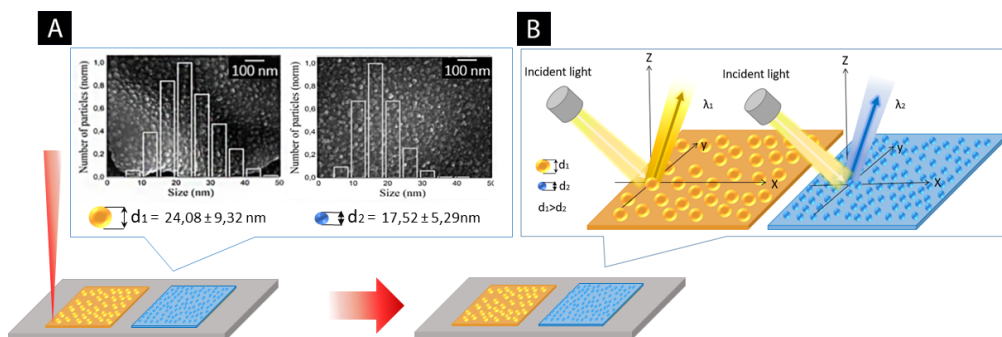 A
B
Number of particles (norm)
1,0
0,8
0,6
0,4
0,2
0,0
0 10 20 30 40 50
Size (nm)
100 nm
Number of particles (norm)
1,0
0,8
0,6
0,4
0,2
0,0
0 10 20 30 40 50
Size (nm)
100 nm
d1 = 24,08 ± 9,32 nm
d2 = 17,52 ± 5,29nm
Incident light
Z
λ1
y
X
Incident light
Z
λ2
y
X
d1
d2
d1>d2